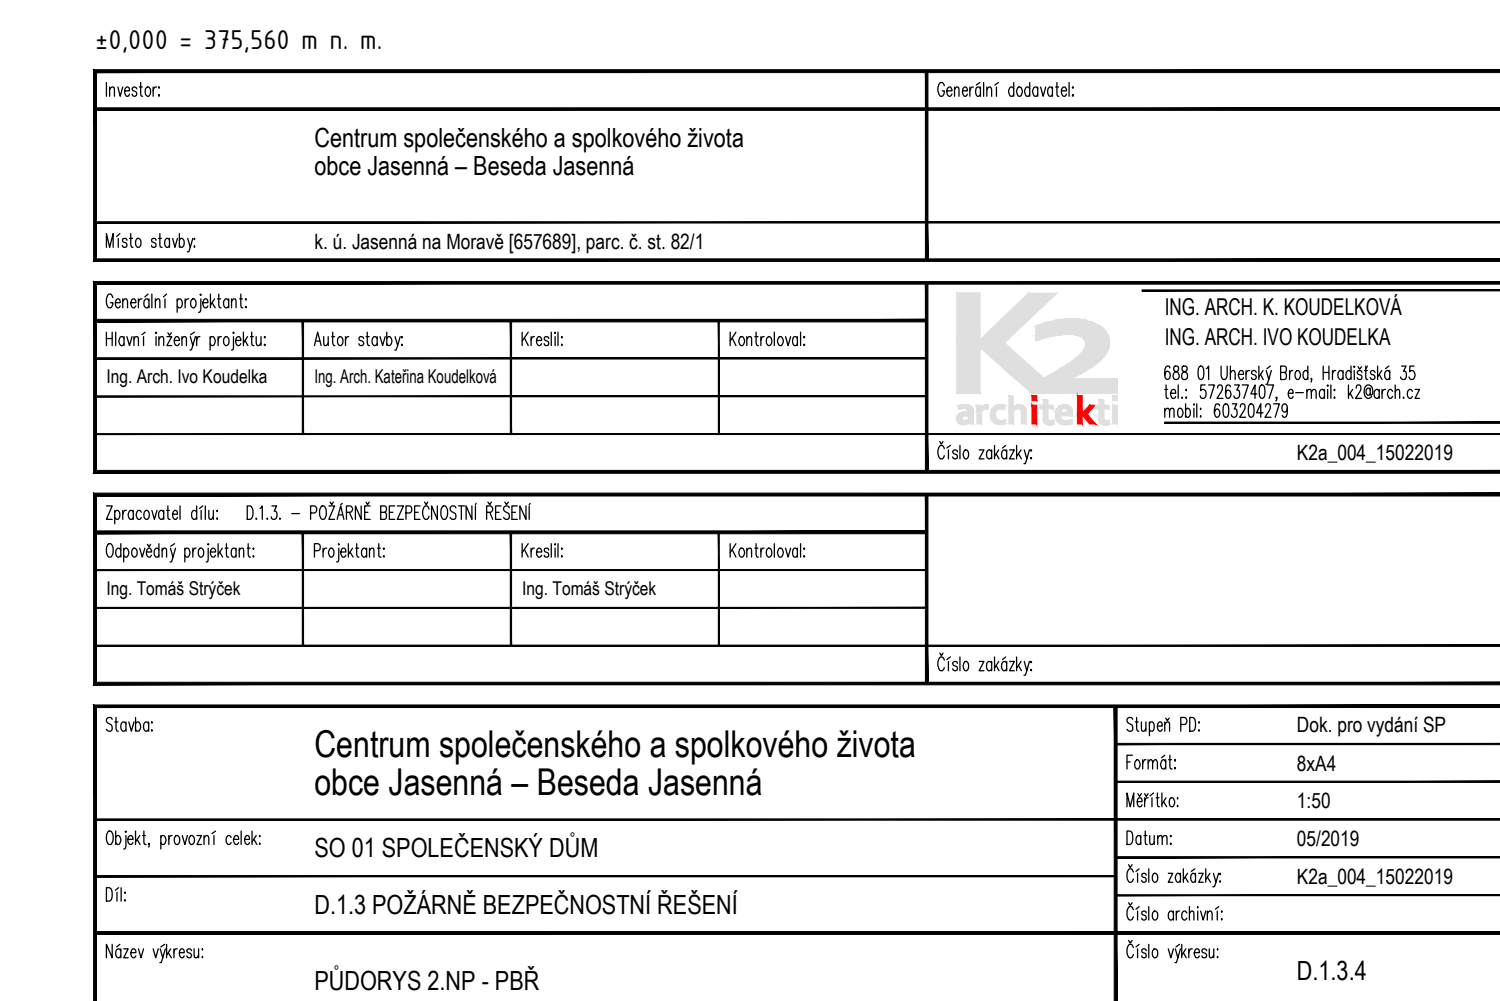 ±0,000 = 375,560 m n. m.
Investor:
Generální dodavatel:
Centrum společenského a spolkového života
obce Jasenná – Beseda Jasenná
Místo stavby:
k. ú. Jasenná na Moravě [657689], parc. č. st. 82/1
Generální projektant:
Hlavní inženýr projektu:
Autor stavby:
Kreslil:
Kontroloval:
Ing. Arch. Ivo Koudelka
Ing. Arch. Kateřina Koudelková
K2
architekti
ING. ARCH. K. KOUDELKOVÁ
ING. ARCH. IVO KOUDELKA
688 01 Uherský Brod, Hradišťská 35
tel.: 572637407, e-mail: k2@arch.cz
mobil: 603204279
Číslo zakázky:
K2a_004_15022019
Zpracovatel dílu: D.1.3. – POŽÁRNĚ BEZPEČNOSTNÍ ŘEŠENÍ
Odpovědný projektant:
Projektant:
Kreslil:
Kontroloval:
Ing. Tomáš Strýček
Ing. Tomáš Strýček
Číslo zakázky:
Stavba:
Centrum společenského a spolkového života
obce Jasenná – Beseda Jasenná
Stupeň PD:
Dok. pro vydání SP
Formát:
8xA4
Měřítko:
1:50
Objekt, provozní celek:
SO 01 SPOLEČENSKÝ DŮM
Datum:
05/2019
Číslo zakázky:
K2a_004_15022019
Díl:
D.1.3 POŽÁRNĚ BEZPEČNOSTNÍ ŘEŠENÍ
Číslo archivní:
Název výkresu:
PŮDORYS 2.NP - PBŘ
Číslo výkresu:
D.1.3.4